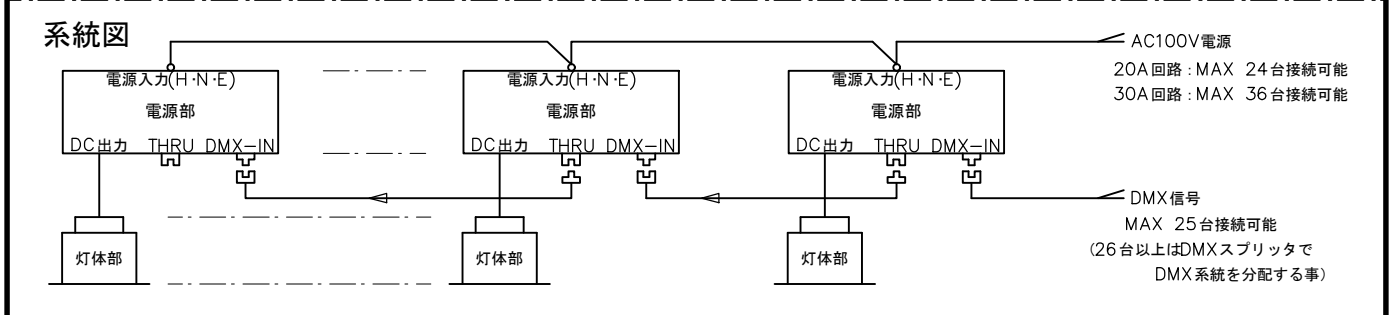 系統図
AC100V電源
20A回路：MAX 24台接続可能
30A回路：MAX 36台接続可能
電源入力(H・N・E)
電源部
DC出力 THRU DMX-IN
電源入力(H・N・E)
電源部
DC出力 THRU DMX-IN
電源入力(H・N・E)
電源部
DC出力 THRU DMX-IN
DMX信号
MAX 25台接続可能
(26台以上はDMXスプリッタで
DMX系統を分配する事)
灯体部
灯体部
灯体部